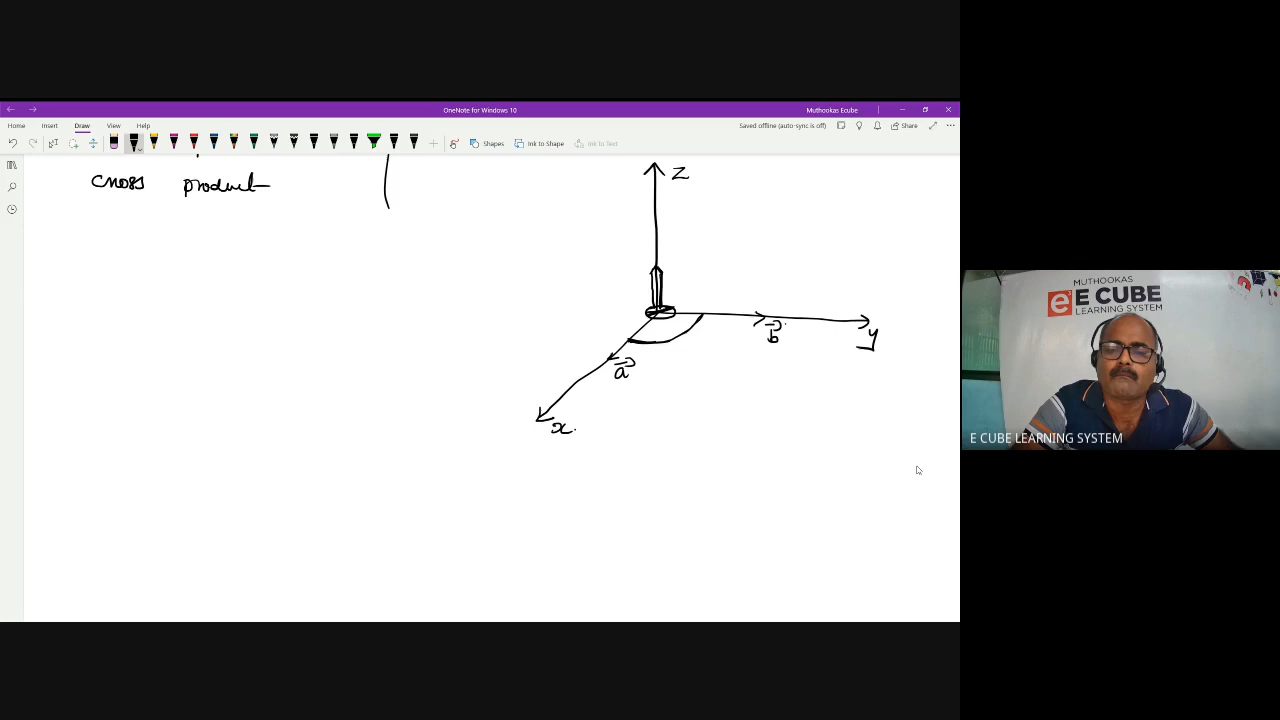 OneNote for Windows 10
Muthookas Ecube
Home Insert Draw View Help
Saved offline (auto-sync is off)
Share
Shapes
Ink to Shape
Ink to Text
cross product
z
b
y
a
x
MUTHOOKAS
e³ E CUBE
LEARNING SYSTEM
E CUBE LEARNING SYSTEM